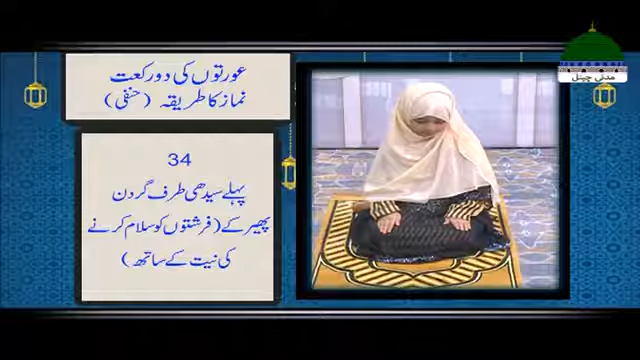 عورتوں کی دو رکعت
نماز کا طریقہ (حنفی)
مدنی چینل
34
پہلے سیدھی طرف گردن
پھیر کے (فرشتوں کو سلام کرنے
کی نیت کے ساتھ)